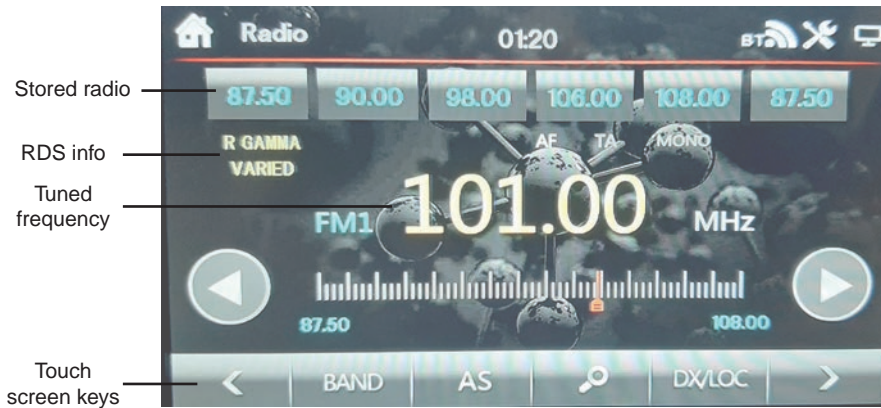 Radio 01:20 BT
Stored radio 87.50 90.00 98.00 106.00 108.00 87.50
RDS info R GAMMA AF TA MONO
VARIED
Tuned
frequency FM1 101.00 MHz
87.50 108.00
Touch
screen keys < BAND AS DX/LOC >